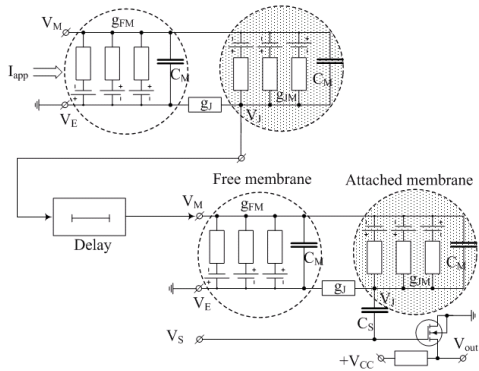 V_M g_FM
I_app C_M g_JM C_M
V_E g_J V_J
Free membrane Attached membrane
V_M g_FM
Delay
C_M g_JM C_M
V_E g_J V_J
C_S
V_S V_out
+V_CC